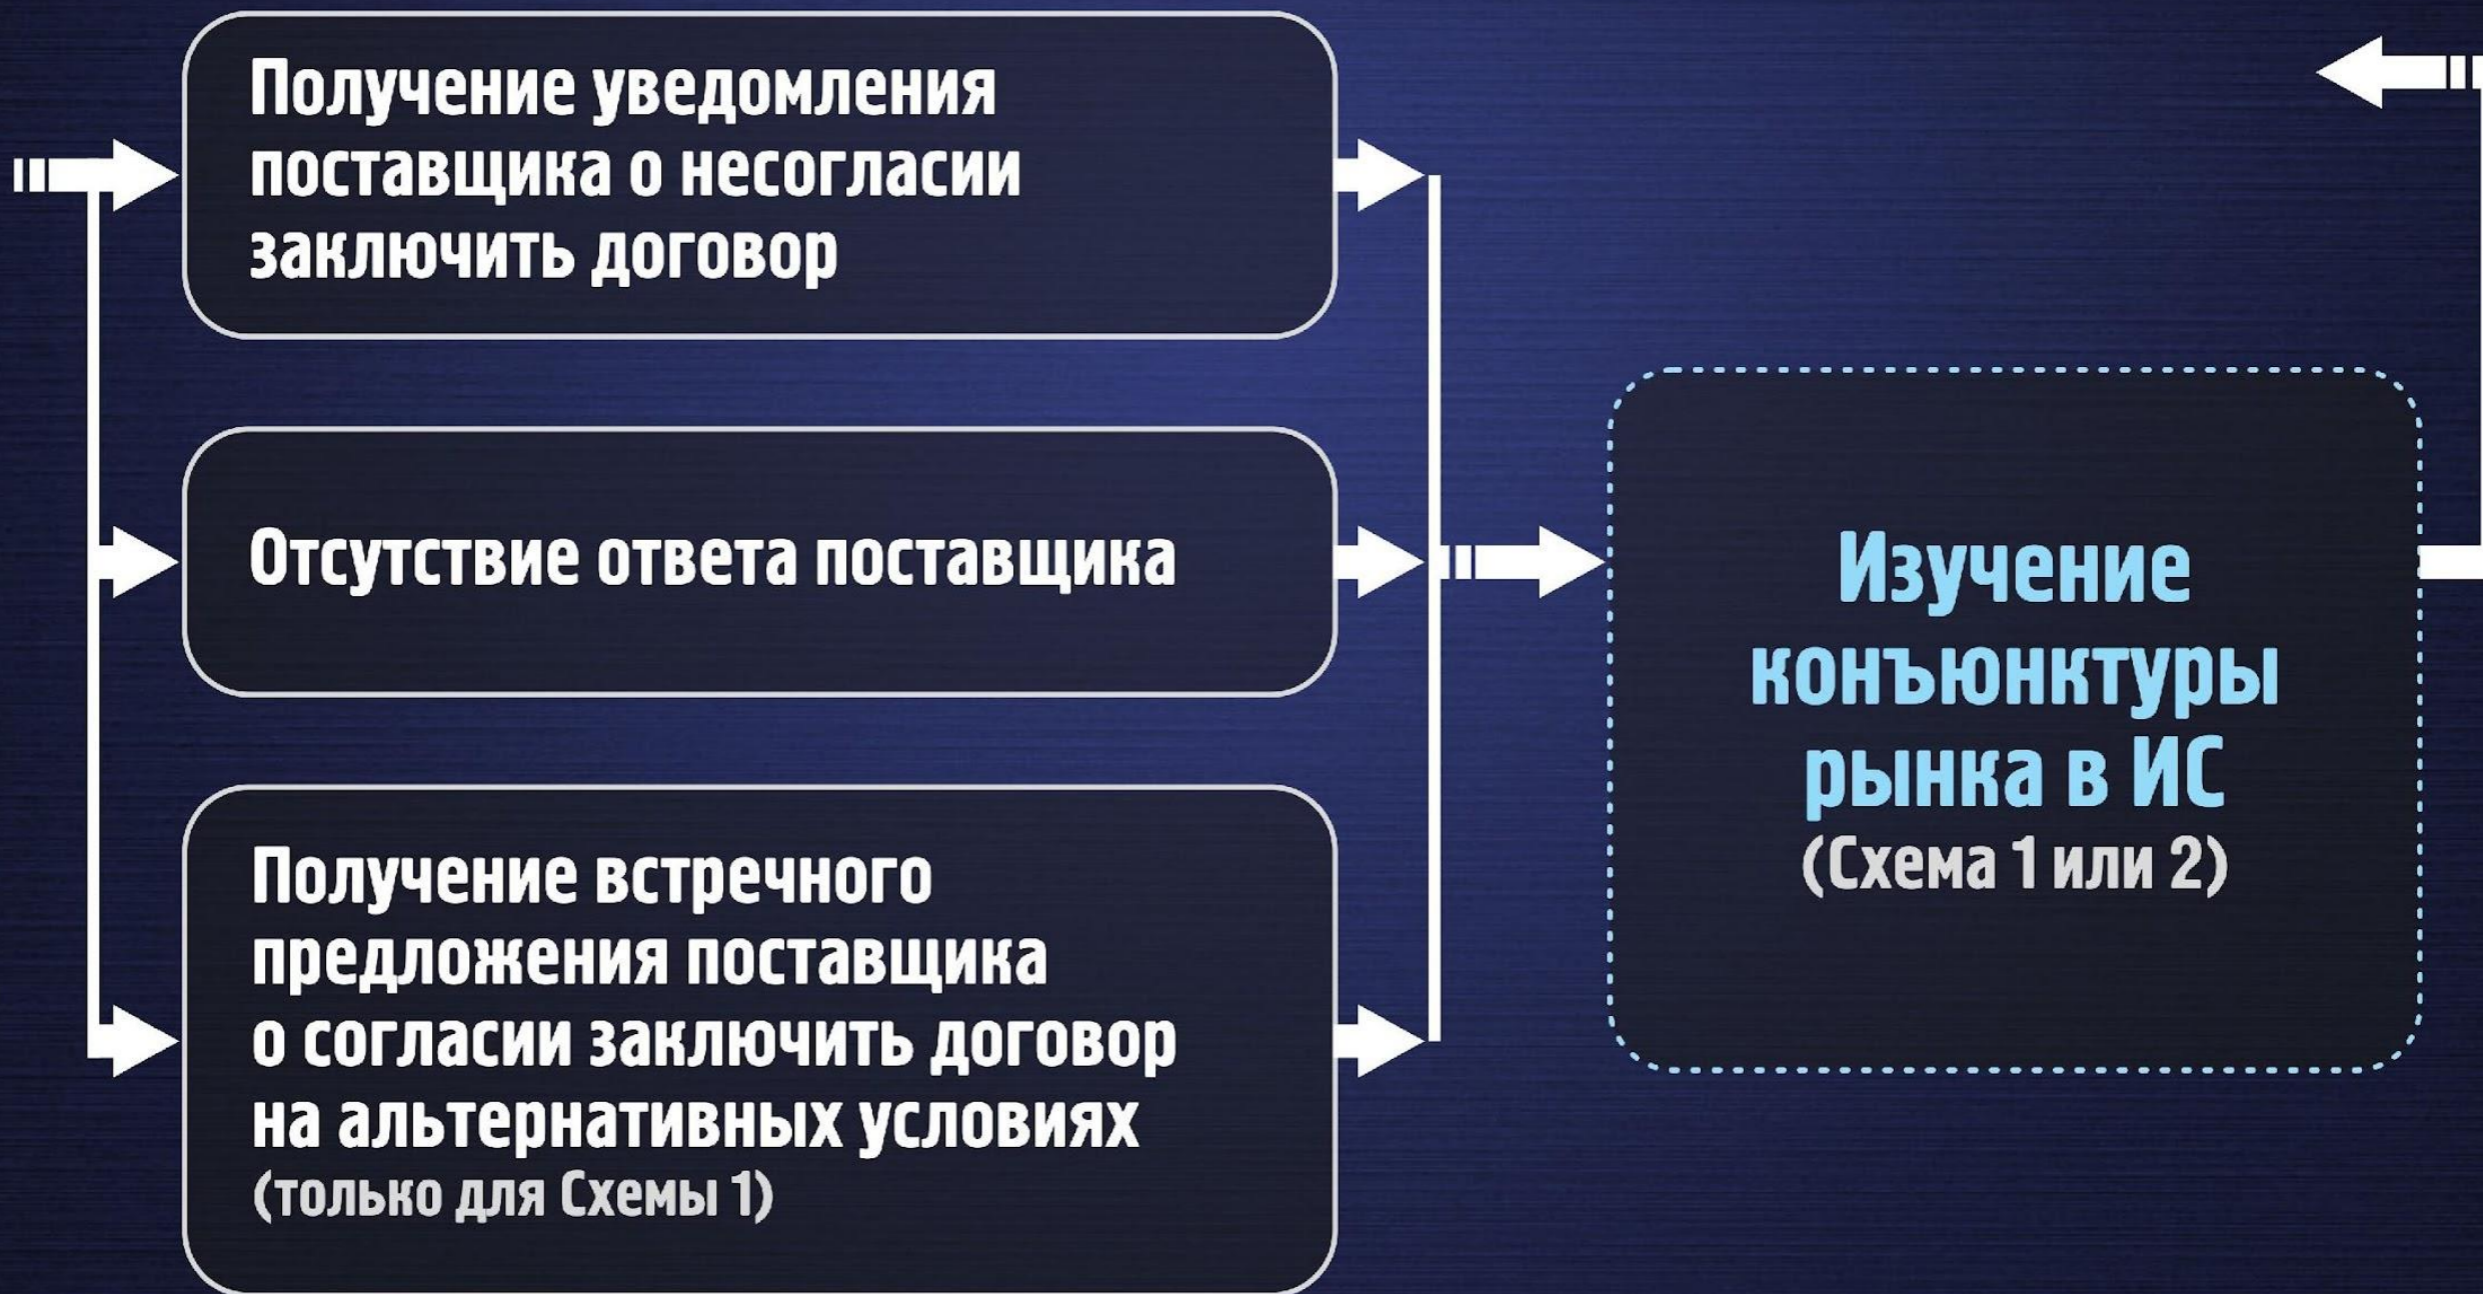 Получение уведомления
поставщика о несогласии
заключить договор
Отсутствие ответа поставщика
Получение встречного
предложения поставщика
о согласии заключить договор
на альтернативных условиях
(только для Схемы 1)
Изучение
конъюнктуры
рынка в ИС
(Схема 1 или 2)